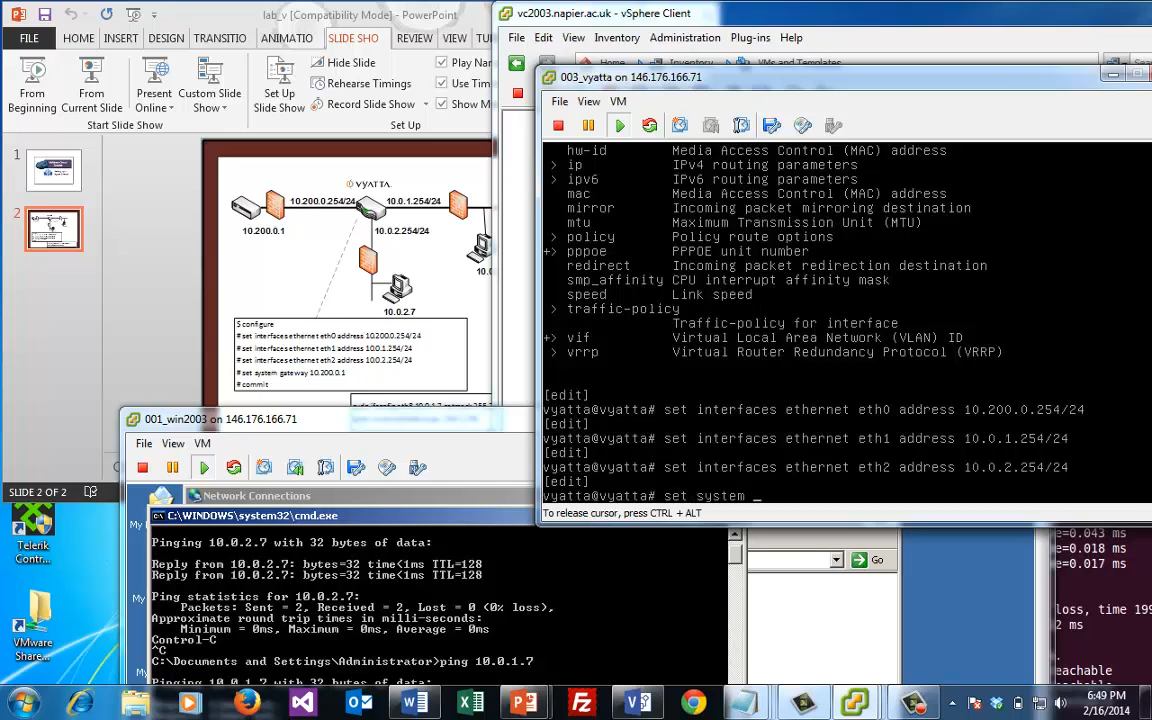 lab_v [Compatibility Mode] - PowerPoint
FILE
HOME
INSERT
DESIGN
TRANSITIO
ANIMATIO
SLIDE SHO
REVIEW
VIEW
From
Beginning
From
Current Slide
Present
Online
Custom Slide
Show
Start Slide Show
Set Up
Slide Show
Hide Slide
Rehearse Timings
Record Slide Show
Set Up
Play Nar
Use Tim
Show M
1
2
VYATTA
10.200.0.254/24
10.0.1.254/24
10.200.0.1
10.0.2.254/24
10.0.2.7
$ configure
# set interfaces ethernet eth0 address 10.200.0.254/24
# set interfaces ethernet eth1 address 10.0.1.254/24
# set interfaces ethernet eth2 address 10.0.2.254/24
# set system gateway 10.200.0.1
# commit
SLIDE 2 OF 2
vc2003.napier.ac.uk - vSphere Client
File Edit View Inventory Administration Plug-ins Help
003_vyatta on 146.176.166.71
File View VM
hw-id Media Access Control (MAC) address
> ip IPv4 routing parameters
> ipv6 IPv6 routing parameters
mac Media Access Control (MAC) address
mirror Incoming packet mirroring destination
mtu Maximum Transmission Unit (MTU)
> policy Policy route options
+> pppoe PPPOE unit number
redirect Incoming packet redirection destination
smp_affinity CPU interrupt affinity mask
speed Link speed
> traffic-policy
Traffic-policy for interface
+> vif Virtual Local Area Network (VLAN) ID
> vrrp Virtual Router Redundancy Protocol (VRRP)
[edit]
vyatta@vyatta# set interfaces ethernet eth0 address 10.200.0.254/24
[edit]
vyatta@vyatta# set interfaces ethernet eth1 address 10.0.1.254/24
[edit]
vyatta@vyatta# set interfaces ethernet eth2 address 10.0.2.254/24
[edit]
vyatta@vyatta# set system _
To release cursor, press CTRL + ALT
001_win2003 on 146.176.166.71
File View VM
Network Connections
C:\WINDOWS\system32\cmd.exe
Pinging 10.0.2.7 with 32 bytes of data:
Reply from 10.0.2.7: bytes=32 time<1ms TTL=128
Reply from 10.0.2.7: bytes=32 time<1ms TTL=128
Ping statistics for 10.0.2.7:
Packets: Sent = 2, Received = 2, Lost = 0 (0% loss),
Approximate round trip times in milli-seconds:
Minimum = 0ms, Maximum = 0ms, Average = 0ms
Control-C
^C
C:\Documents and Settings\Administrator>ping 10.0.1.7
Go
e=0.043 ms
e=0.018 ms
e=0.017 ms
loss, time 199
2 ms
eachable
Telerik
Contr...
VMware
Share...
6:49 PM
2/16/2014